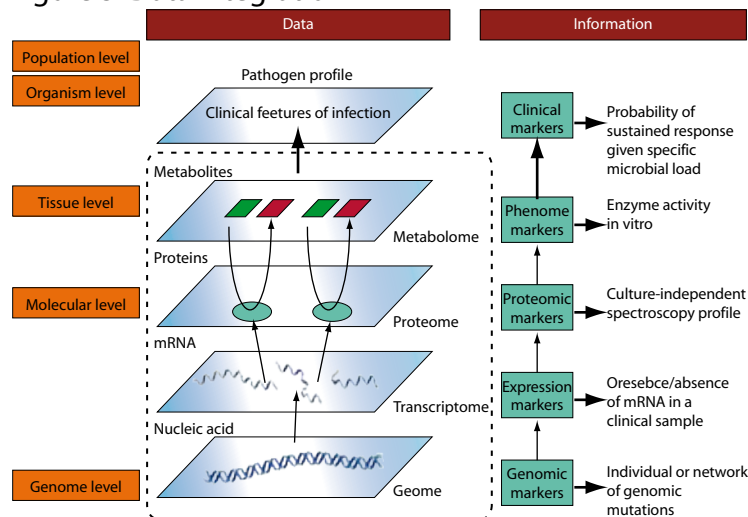 Data
Information
Population level
Organism level
Tissue level
Molecular level
Genome level
Pathogen profile
Clinical feetures of infection
Metabolites
Metabolome
Proteins
Proteome
mRNA
Transcriptome
Nucleic acid
Geome
Clinical
markers
Probability of
sustained response
given specific
microbial load
Phenome
markers
Enzyme activity
in vitro
Proteomic
markers
Culture-independent
spectroscopy profile
Expression
markers
Oresebce/absence
of mRNA in a
clinical sample
Genomic
markers
Individual or network
of genomic
mutations